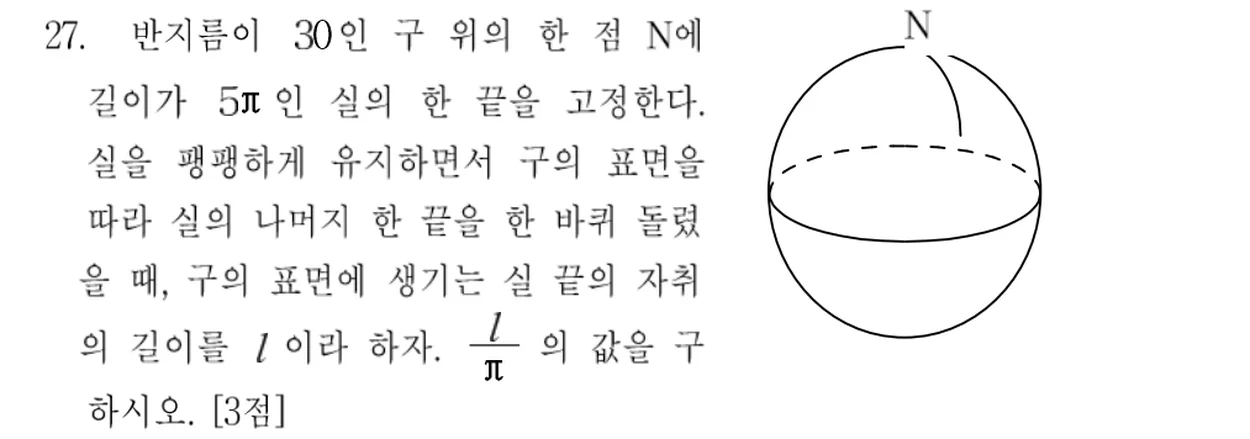 27. 반지름이 30인 구 위의 한 점 N에
길이가 5π인 실의 한 끝을 고정한다.
실을 팽팽하게 유지하면서 구의 표면을
따라 실의 나머지 한 끝을 한 바퀴 돌렸
을 때, 구의 표면에 생기는 실 끝의 자취
의 길이를 l 이라 하자. l/π 의 값을 구
하시오. [3점]
N